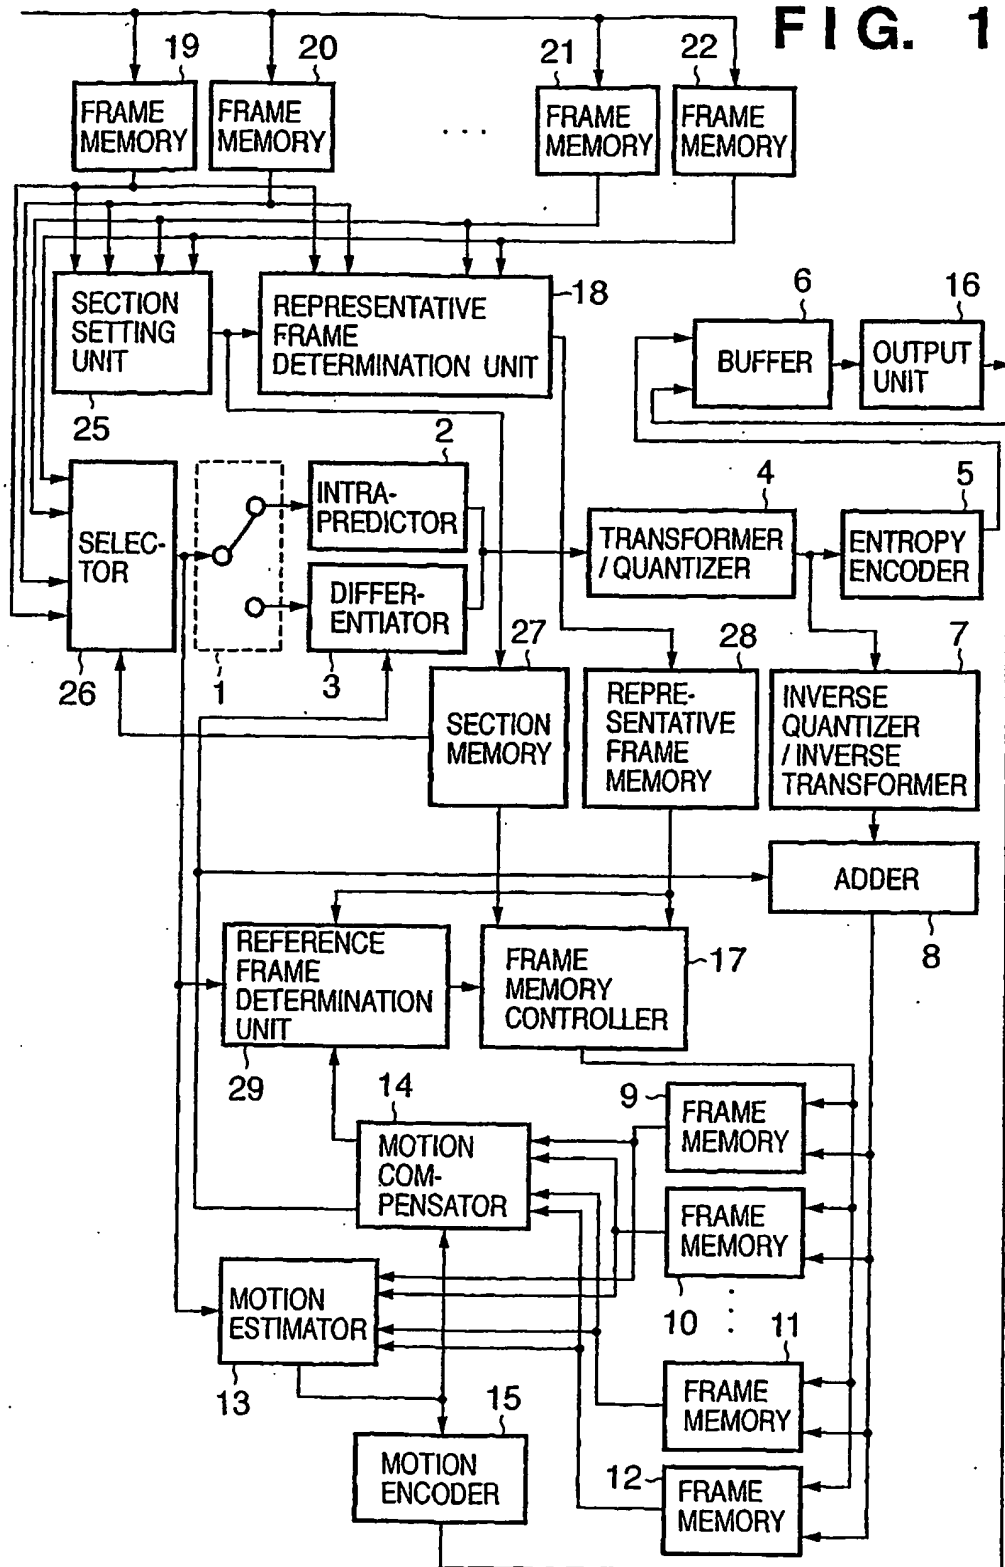 FIG. 1
19
20
21
22
FRAME
MEMORY
FRAME
MEMORY
. . .
FRAME
MEMORY
FRAME
MEMORY
SECTION
SETTING
UNIT
25
REPRESENTATIVE
FRAME
DETERMINATION UNIT
18
6
BUFFER
16
OUTPUT
UNIT
SELEC-
TOR
26
1
2
INTRA-
PREDICTOR
DIFFER-
ENTIATOR
3
4
TRANSFORMER
/ QUANTIZER
5
ENTROPY
ENCODER
27
SECTION
MEMORY
28
REPRE-
SENTATIVE
FRAME
MEMORY
7
INVERSE
QUANTIZER
/ INVERSE
TRANSFORMER
ADDER
8
REFERENCE
FRAME
DETERMINATION
UNIT
29
FRAME
MEMORY
CONTROLLER
17
14
MOTION
COM-
PENSATOR
9
FRAME
MEMORY
FRAME
MEMORY
10
MOTION
ESTIMATOR
13
11
FRAME
MEMORY
15
MOTION
ENCODER
12
FRAME
MEMORY